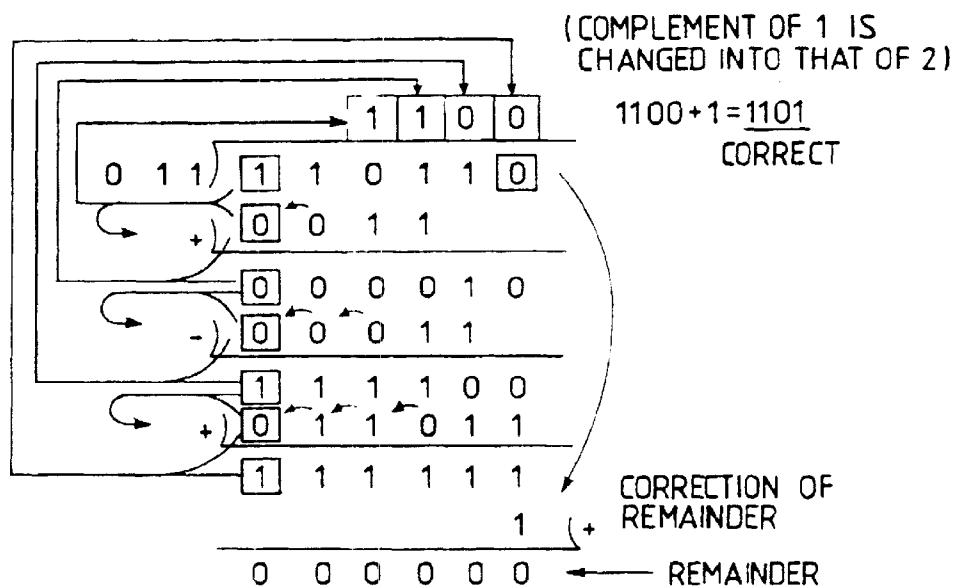 (COMPLEMENT OF 1 IS
CHANGED INTO THAT OF 2)
1 1 0 0
1100+1=1101
CORRECT
0 1 1 ) 1 1 0 1 1 0
+ ) 0 0 1 1
0 0 0 0 1 0
- ) 0 0 0 1 1
1 1 1 1 0 0
+ ) 0 1 1 0 1 1
1 1 1 1 1 1
CORRECTION OF
REMAINDER
1 ( +
0 0 0 0 0 0 REMAINDER